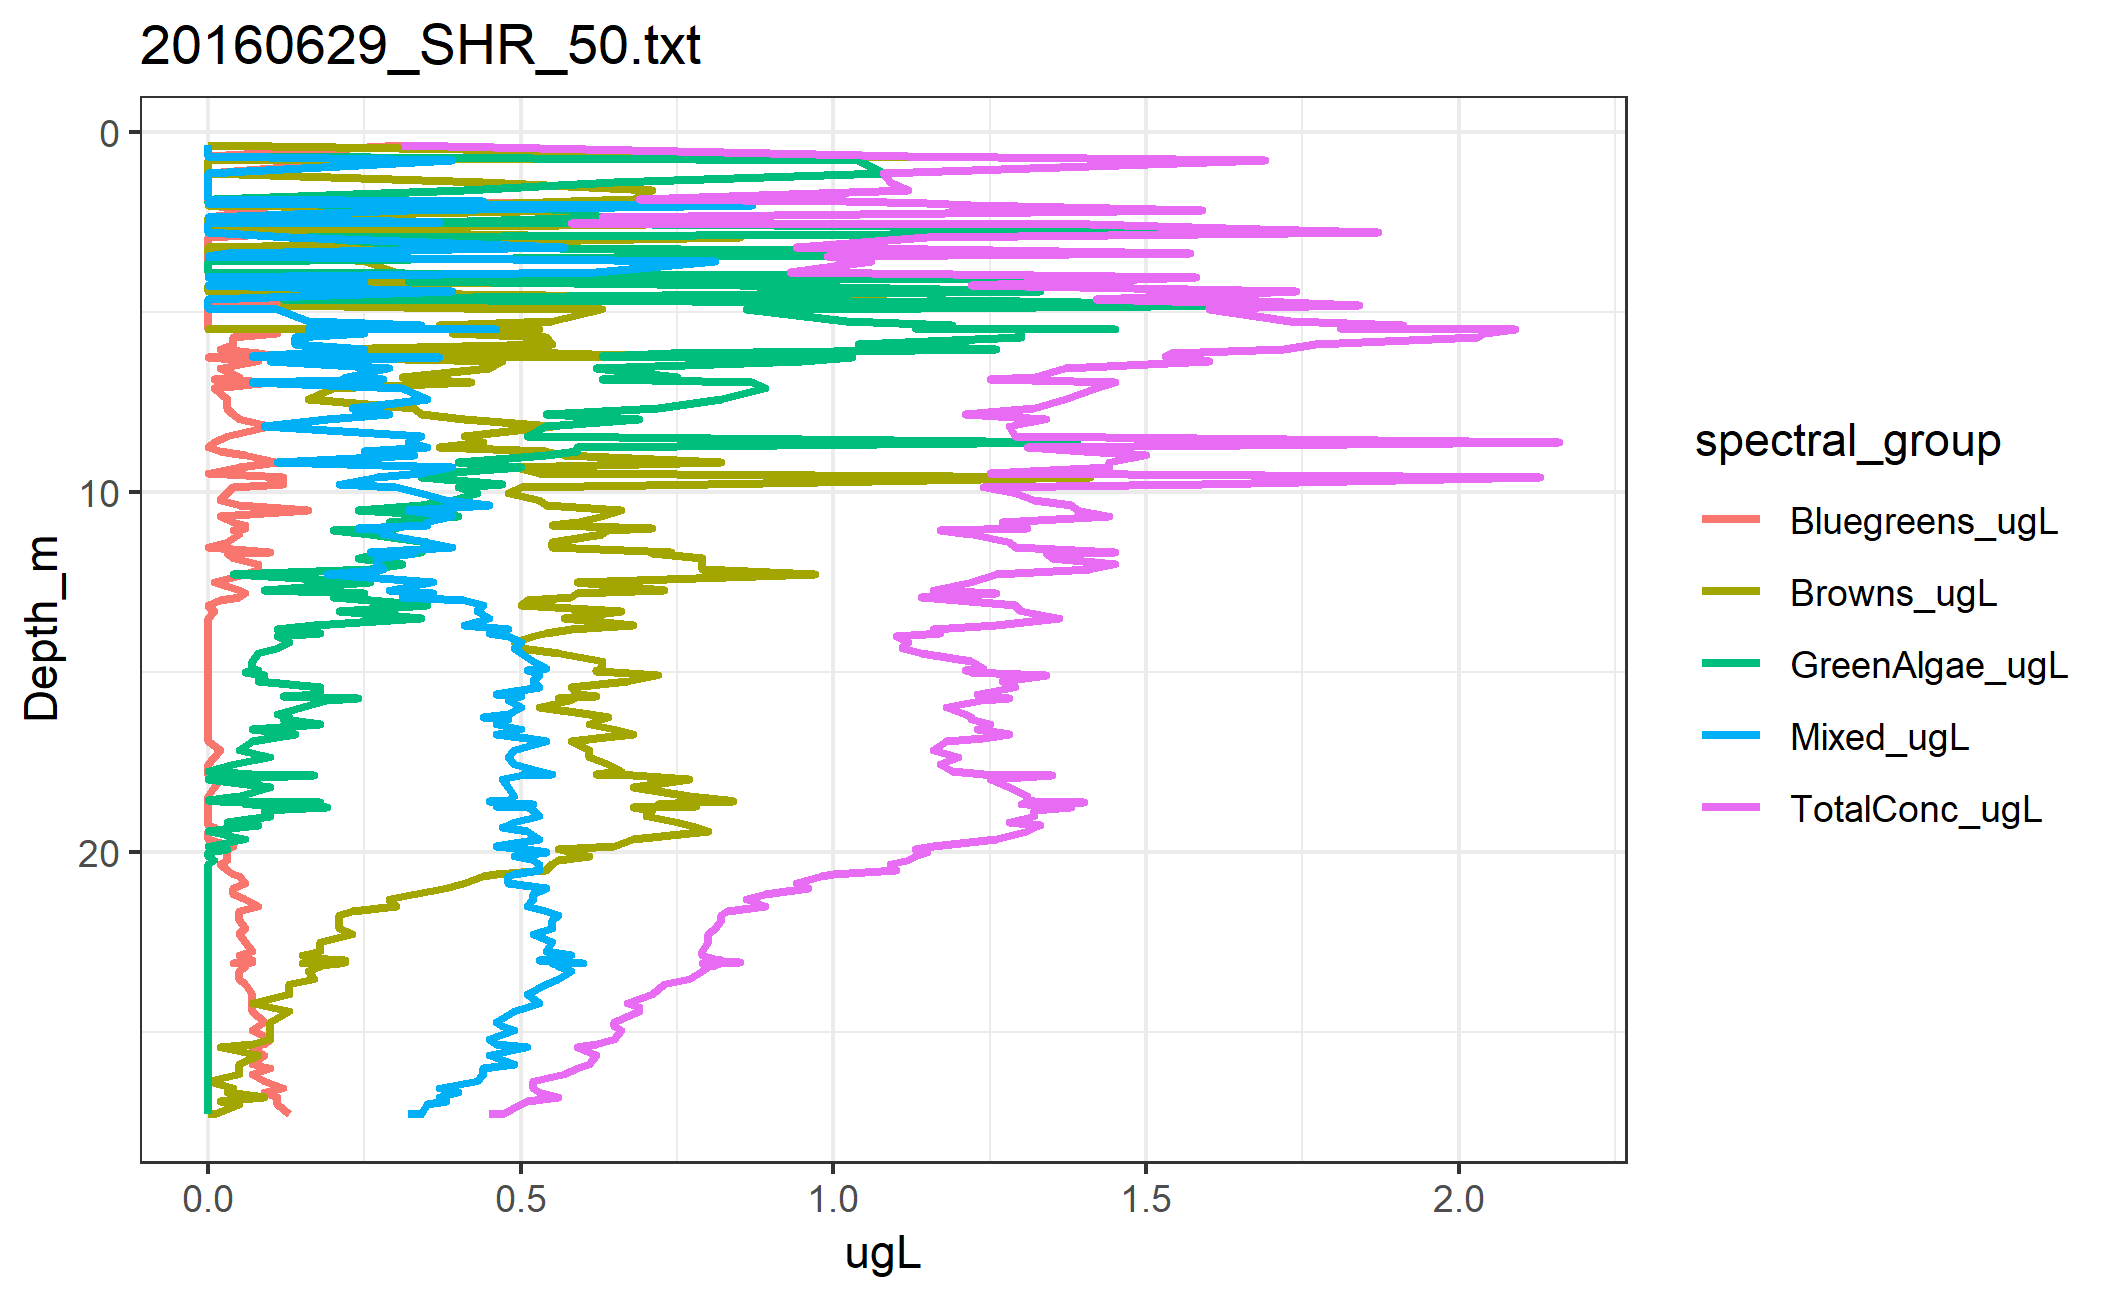 20160629_SHR_50.txt
0
10
20
Depth_m
0.0 0.5 1.0 1.5 2.0
ugL
spectral_group
Bluegreens_ugL
Browns_ugL
GreenAlgae_ugL
Mixed_ugL
TotalConc_ugL